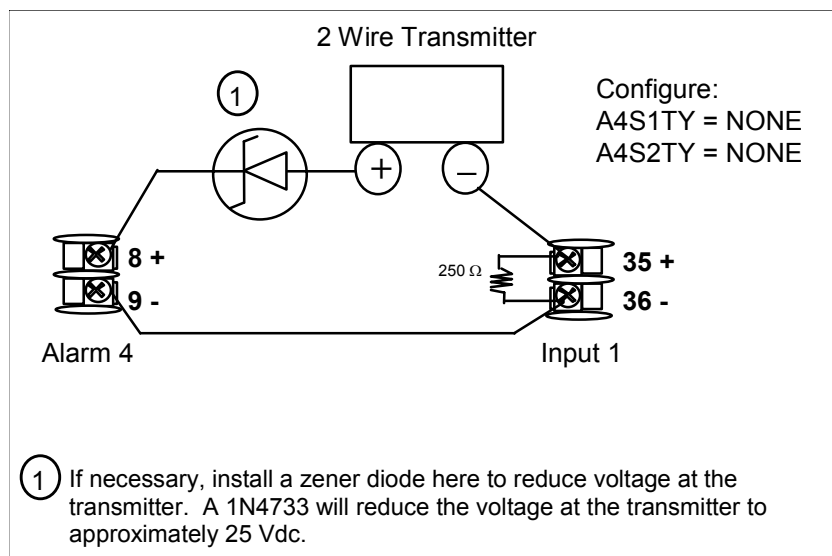 2 Wire Transmitter
1
Configure:
A4S1TY = NONE
A4S2TY = NONE
+ –
8 +
9 -
250 Ω
35 +
36 -
Alarm 4
Input 1
1 If necessary, install a zener diode here to reduce voltage at the
transmitter. A 1N4733 will reduce the voltage at the transmitter to
approximately 25 Vdc.